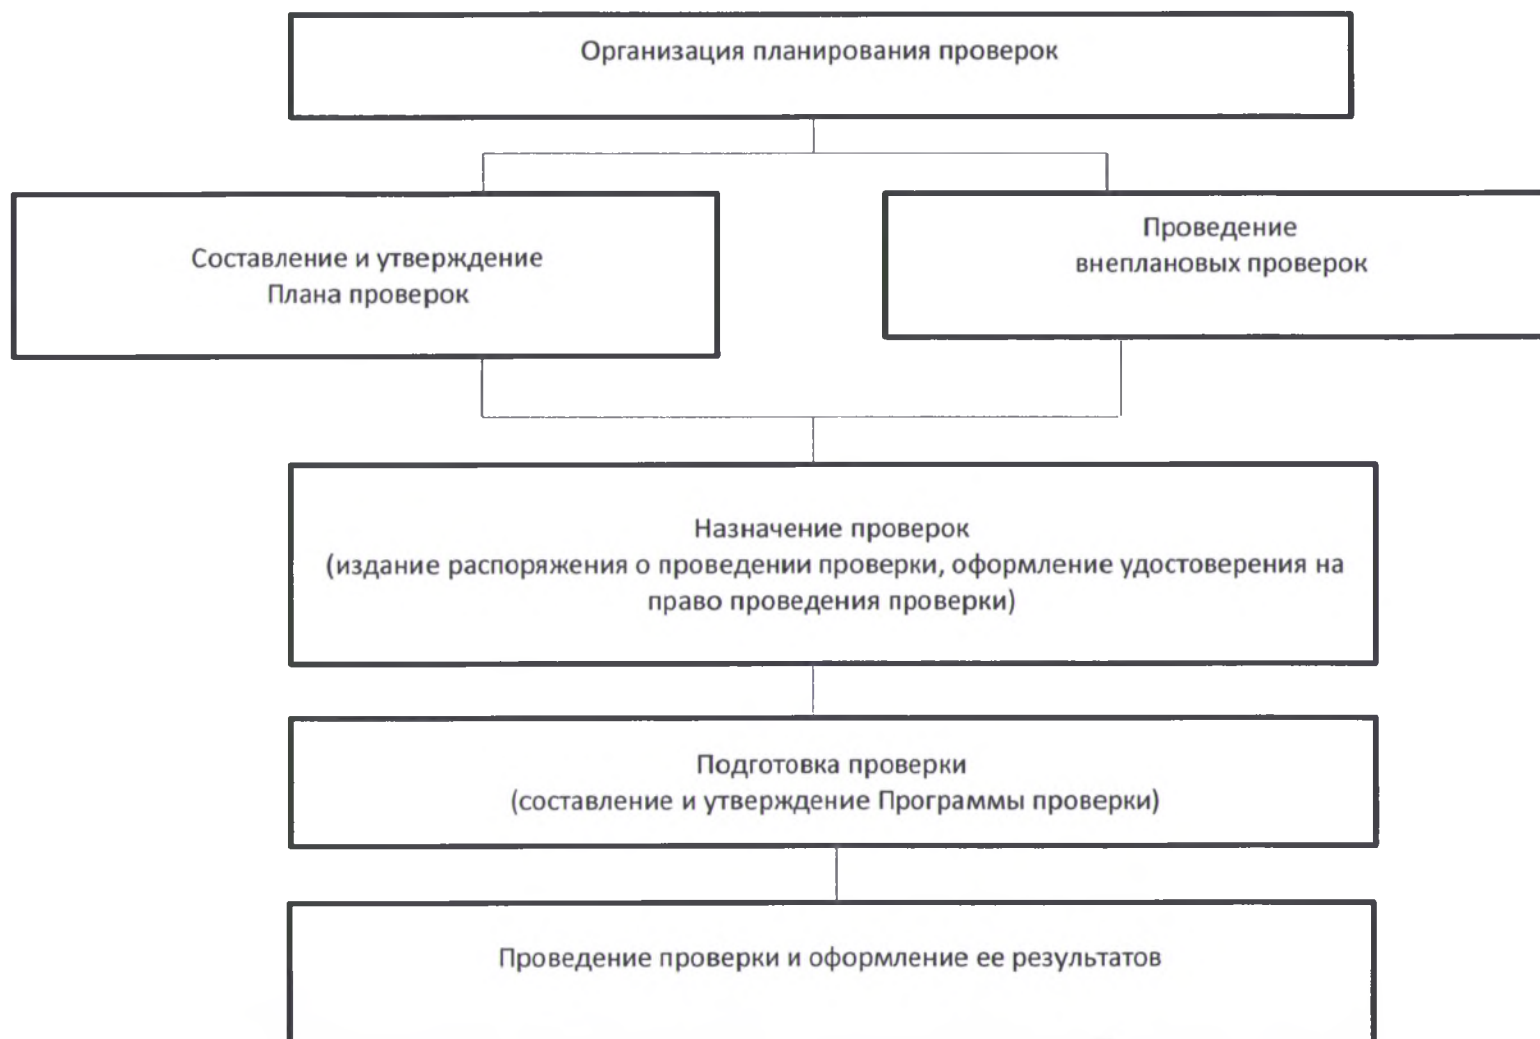 Организация планирования проверок
Составление и утверждение
Плана проверок
Проведение
внеплановых проверок
Назначение проверок
(издание распоряжения о проведении проверки, оформление удостоверения на
право проведения проверки)
Подготовка проверки
(составление и утверждение Программы проверки)
Проведение проверки и оформление ее результатов